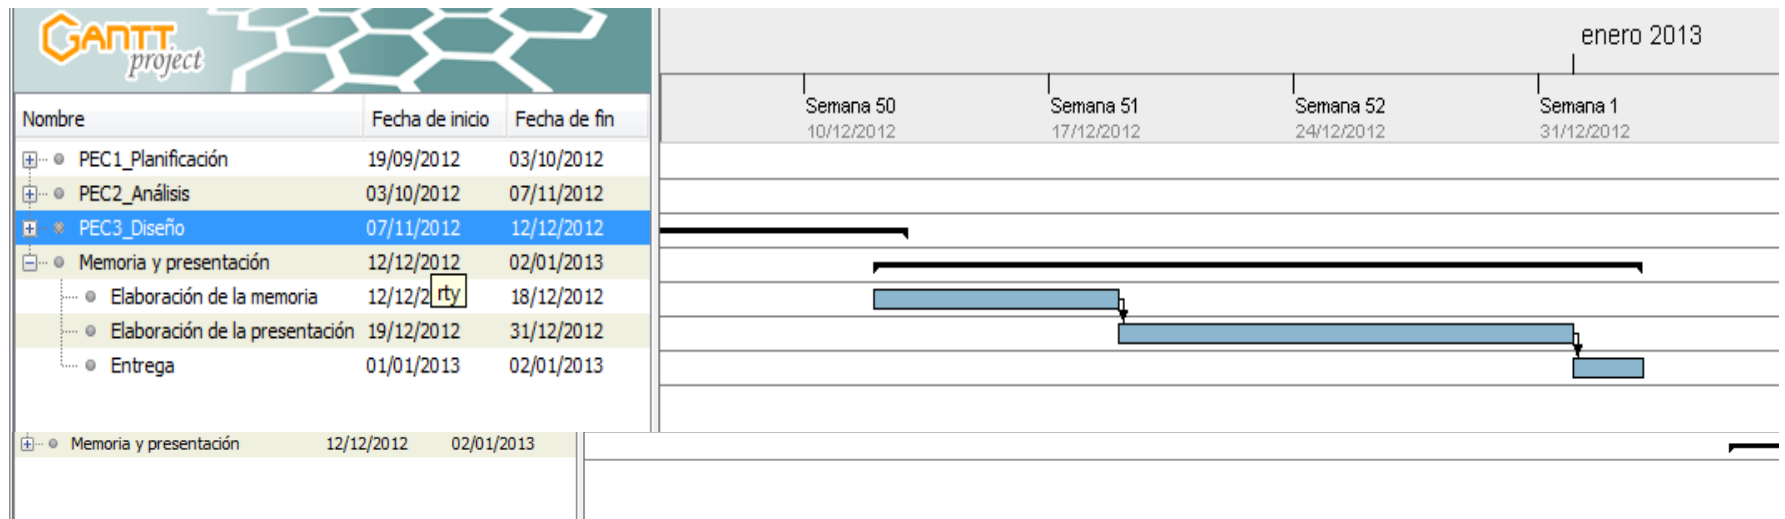 GANTT
project
enero 2013
Nombre Fecha de inicio Fecha de fin
Semana 50 Semana 51 Semana 52 Semana 1
10/12/2012 17/12/2012 24/12/2012 31/12/2012
PEC1_Planificación 19/09/2012 03/10/2012
PEC2_Análisis 03/10/2012 07/11/2012
PEC3_Diseño 07/11/2012 12/12/2012
Memoria y presentación 12/12/2012 02/01/2013
Elaboración de la memoria 12/12/2 rty 18/12/2012
Elaboración de la presentación 19/12/2012 31/12/2012
Entrega 01/01/2013 02/01/2013
Memoria y presentación 12/12/2012 02/01/2013